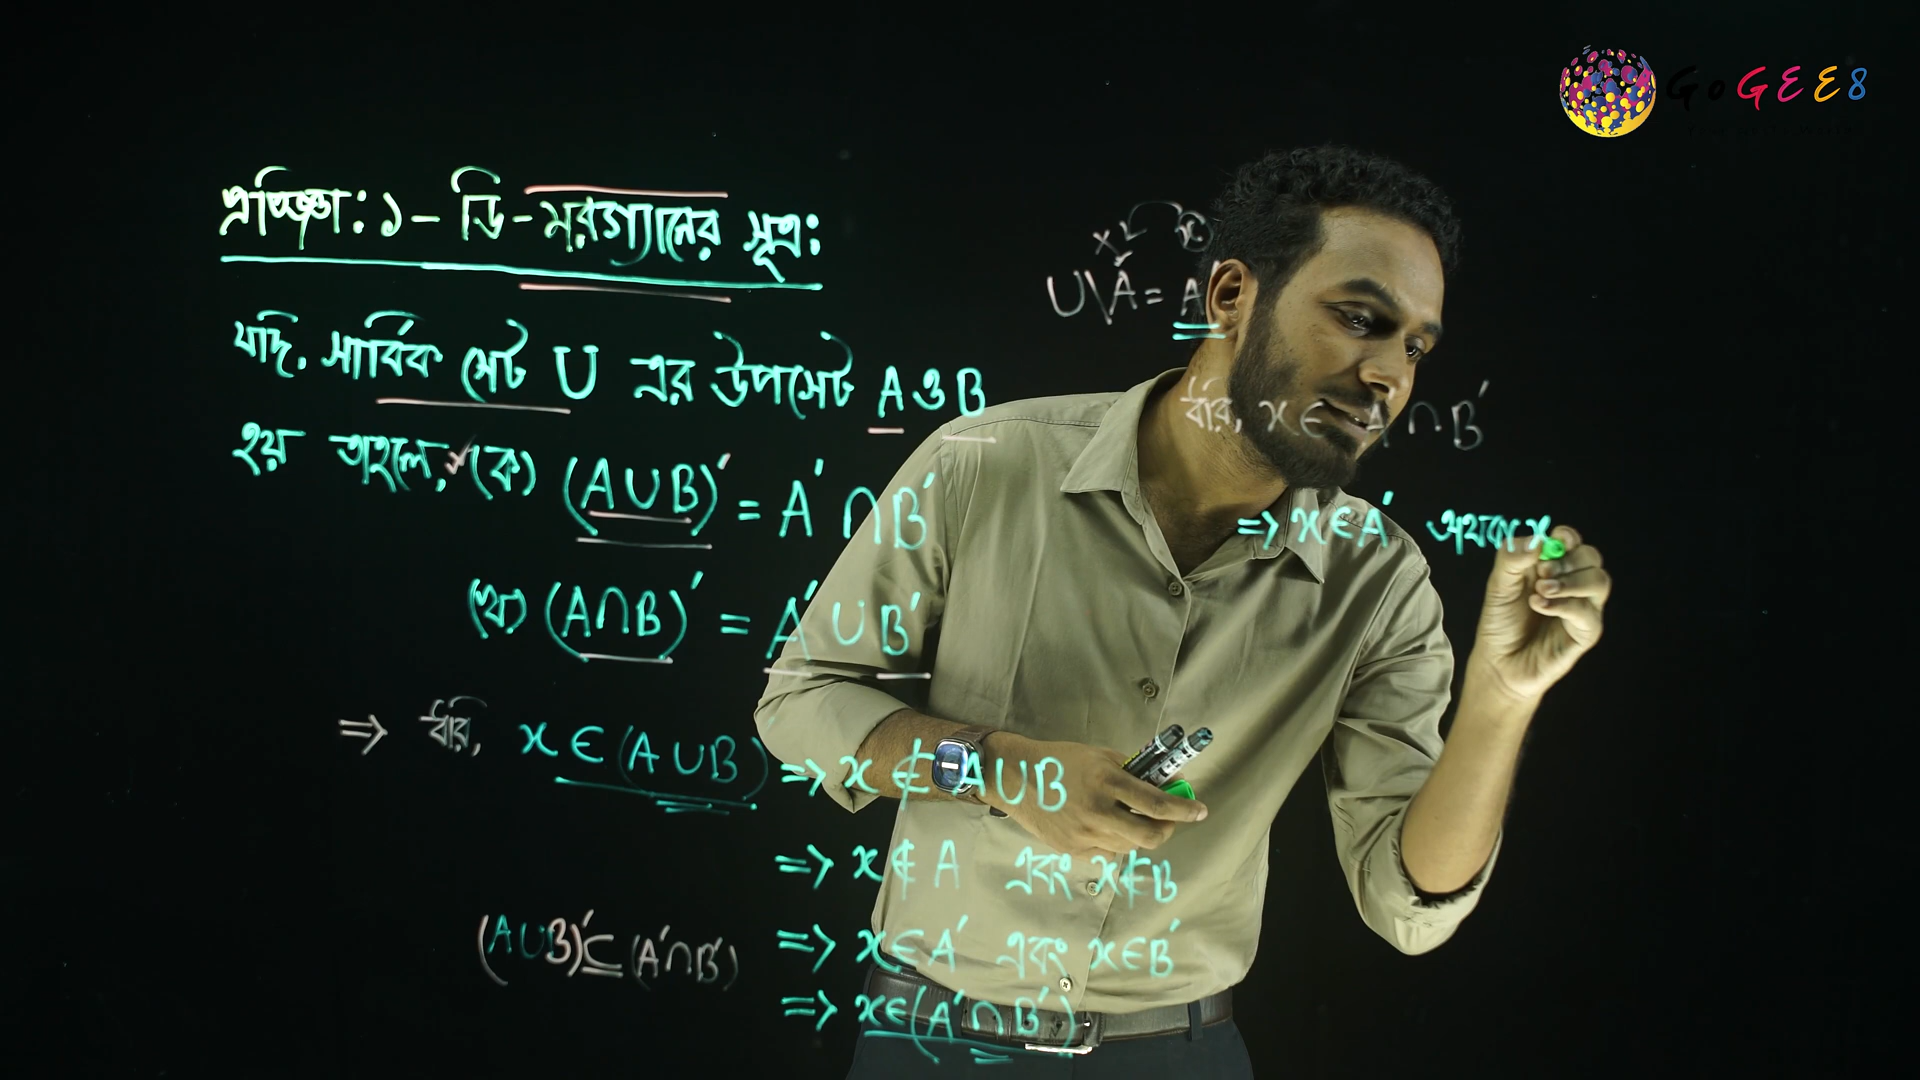 প্রতিজ্ঞা: ১ - ডি-মরগ্যানের সূত্র:
যদি, সার্বিক সেট U এর উপসেট A ও B
হয় তাহলে, (ক) (A∪B)' = A' ∩ B'
(খ) (A∩B)' = A' ∪ B'
⇒ ধরি, x ∈ (A∪B) ⇒ x ∉ A∪B
⇒ x ∉ A এবং x ∉ B
⇒ x ∈ A' এবং x ∈ B'
⇒ x ∈ (A' ∩ B')
(A∪B)' ⊆ (A'∩B')
U\A = A
ধরি, x ∈ A ∩ B'
⇒ x ∈ A' অথবা x
GoGEE8